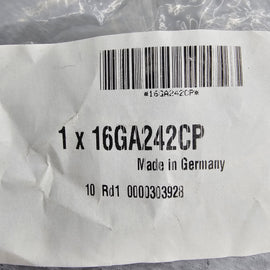 *16GA242CP*
1 x 16GA242CP
Made in Germany
10 Rd1 0000303928